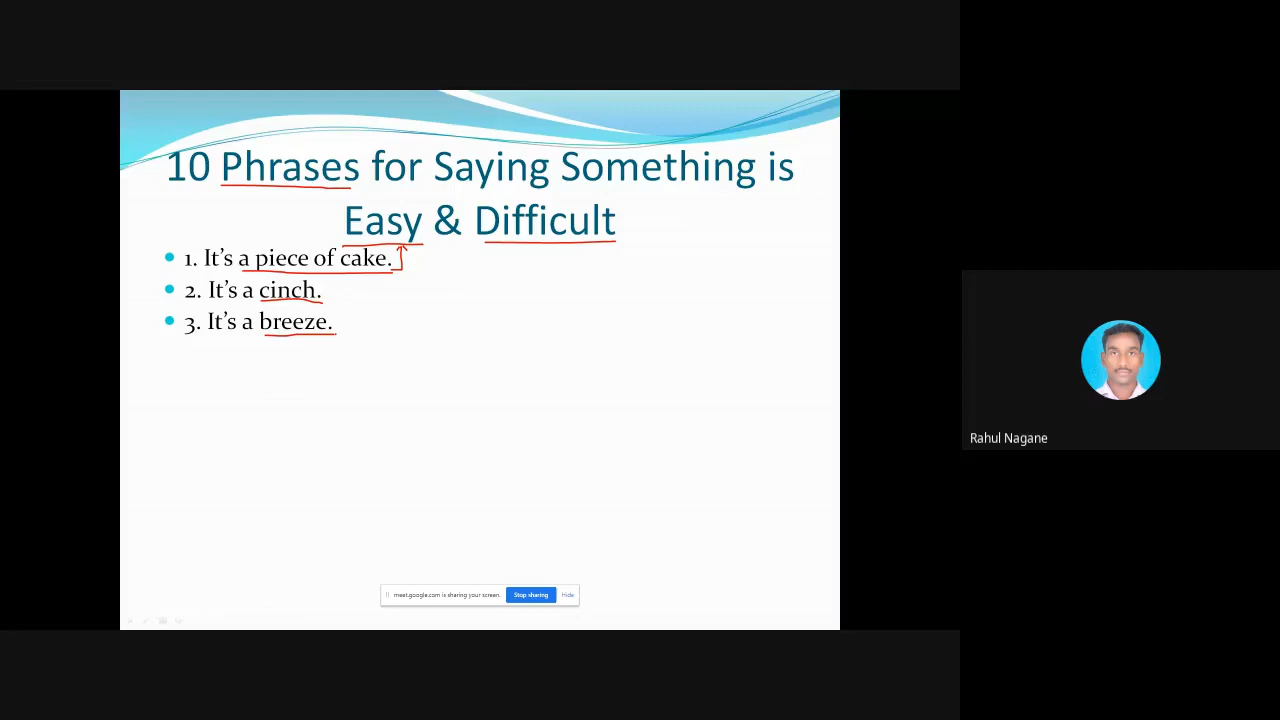 10 Phrases for Saying Something is
Easy & Difficult
1. It's a piece of cake.
2. It's a cinch.
3. It's a breeze.
Rahul Nagane
meet.google.com is sharing your screen.
Stop sharing
Hide